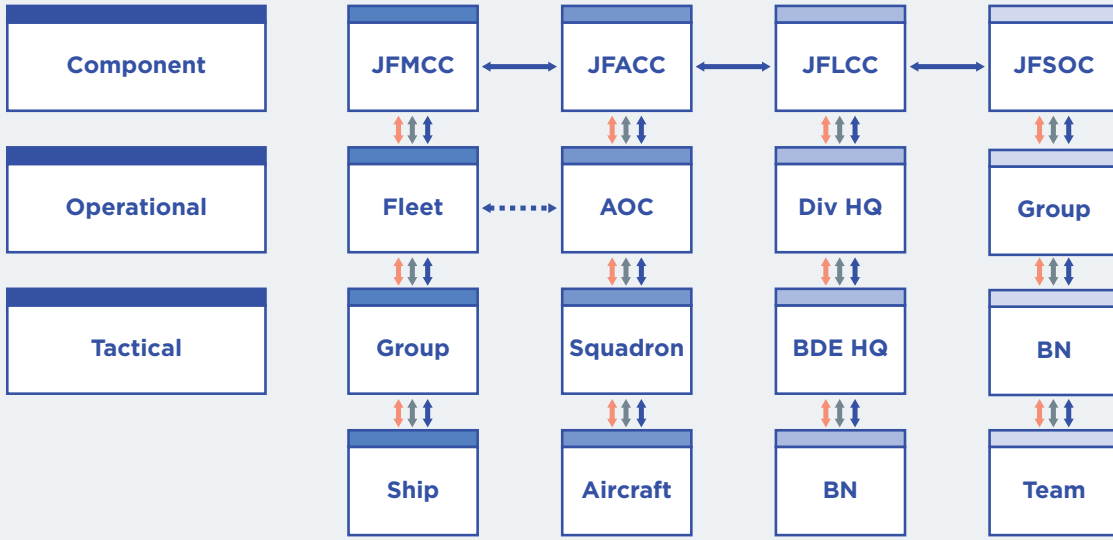 Component
JFMCC
JFACC
JFLCC
JFSOC
Operational
Fleet
AOC
Div HQ
Group
Tactical
Group
Squadron
BDE HQ
BN
Ship
Aircraft
BN
Team